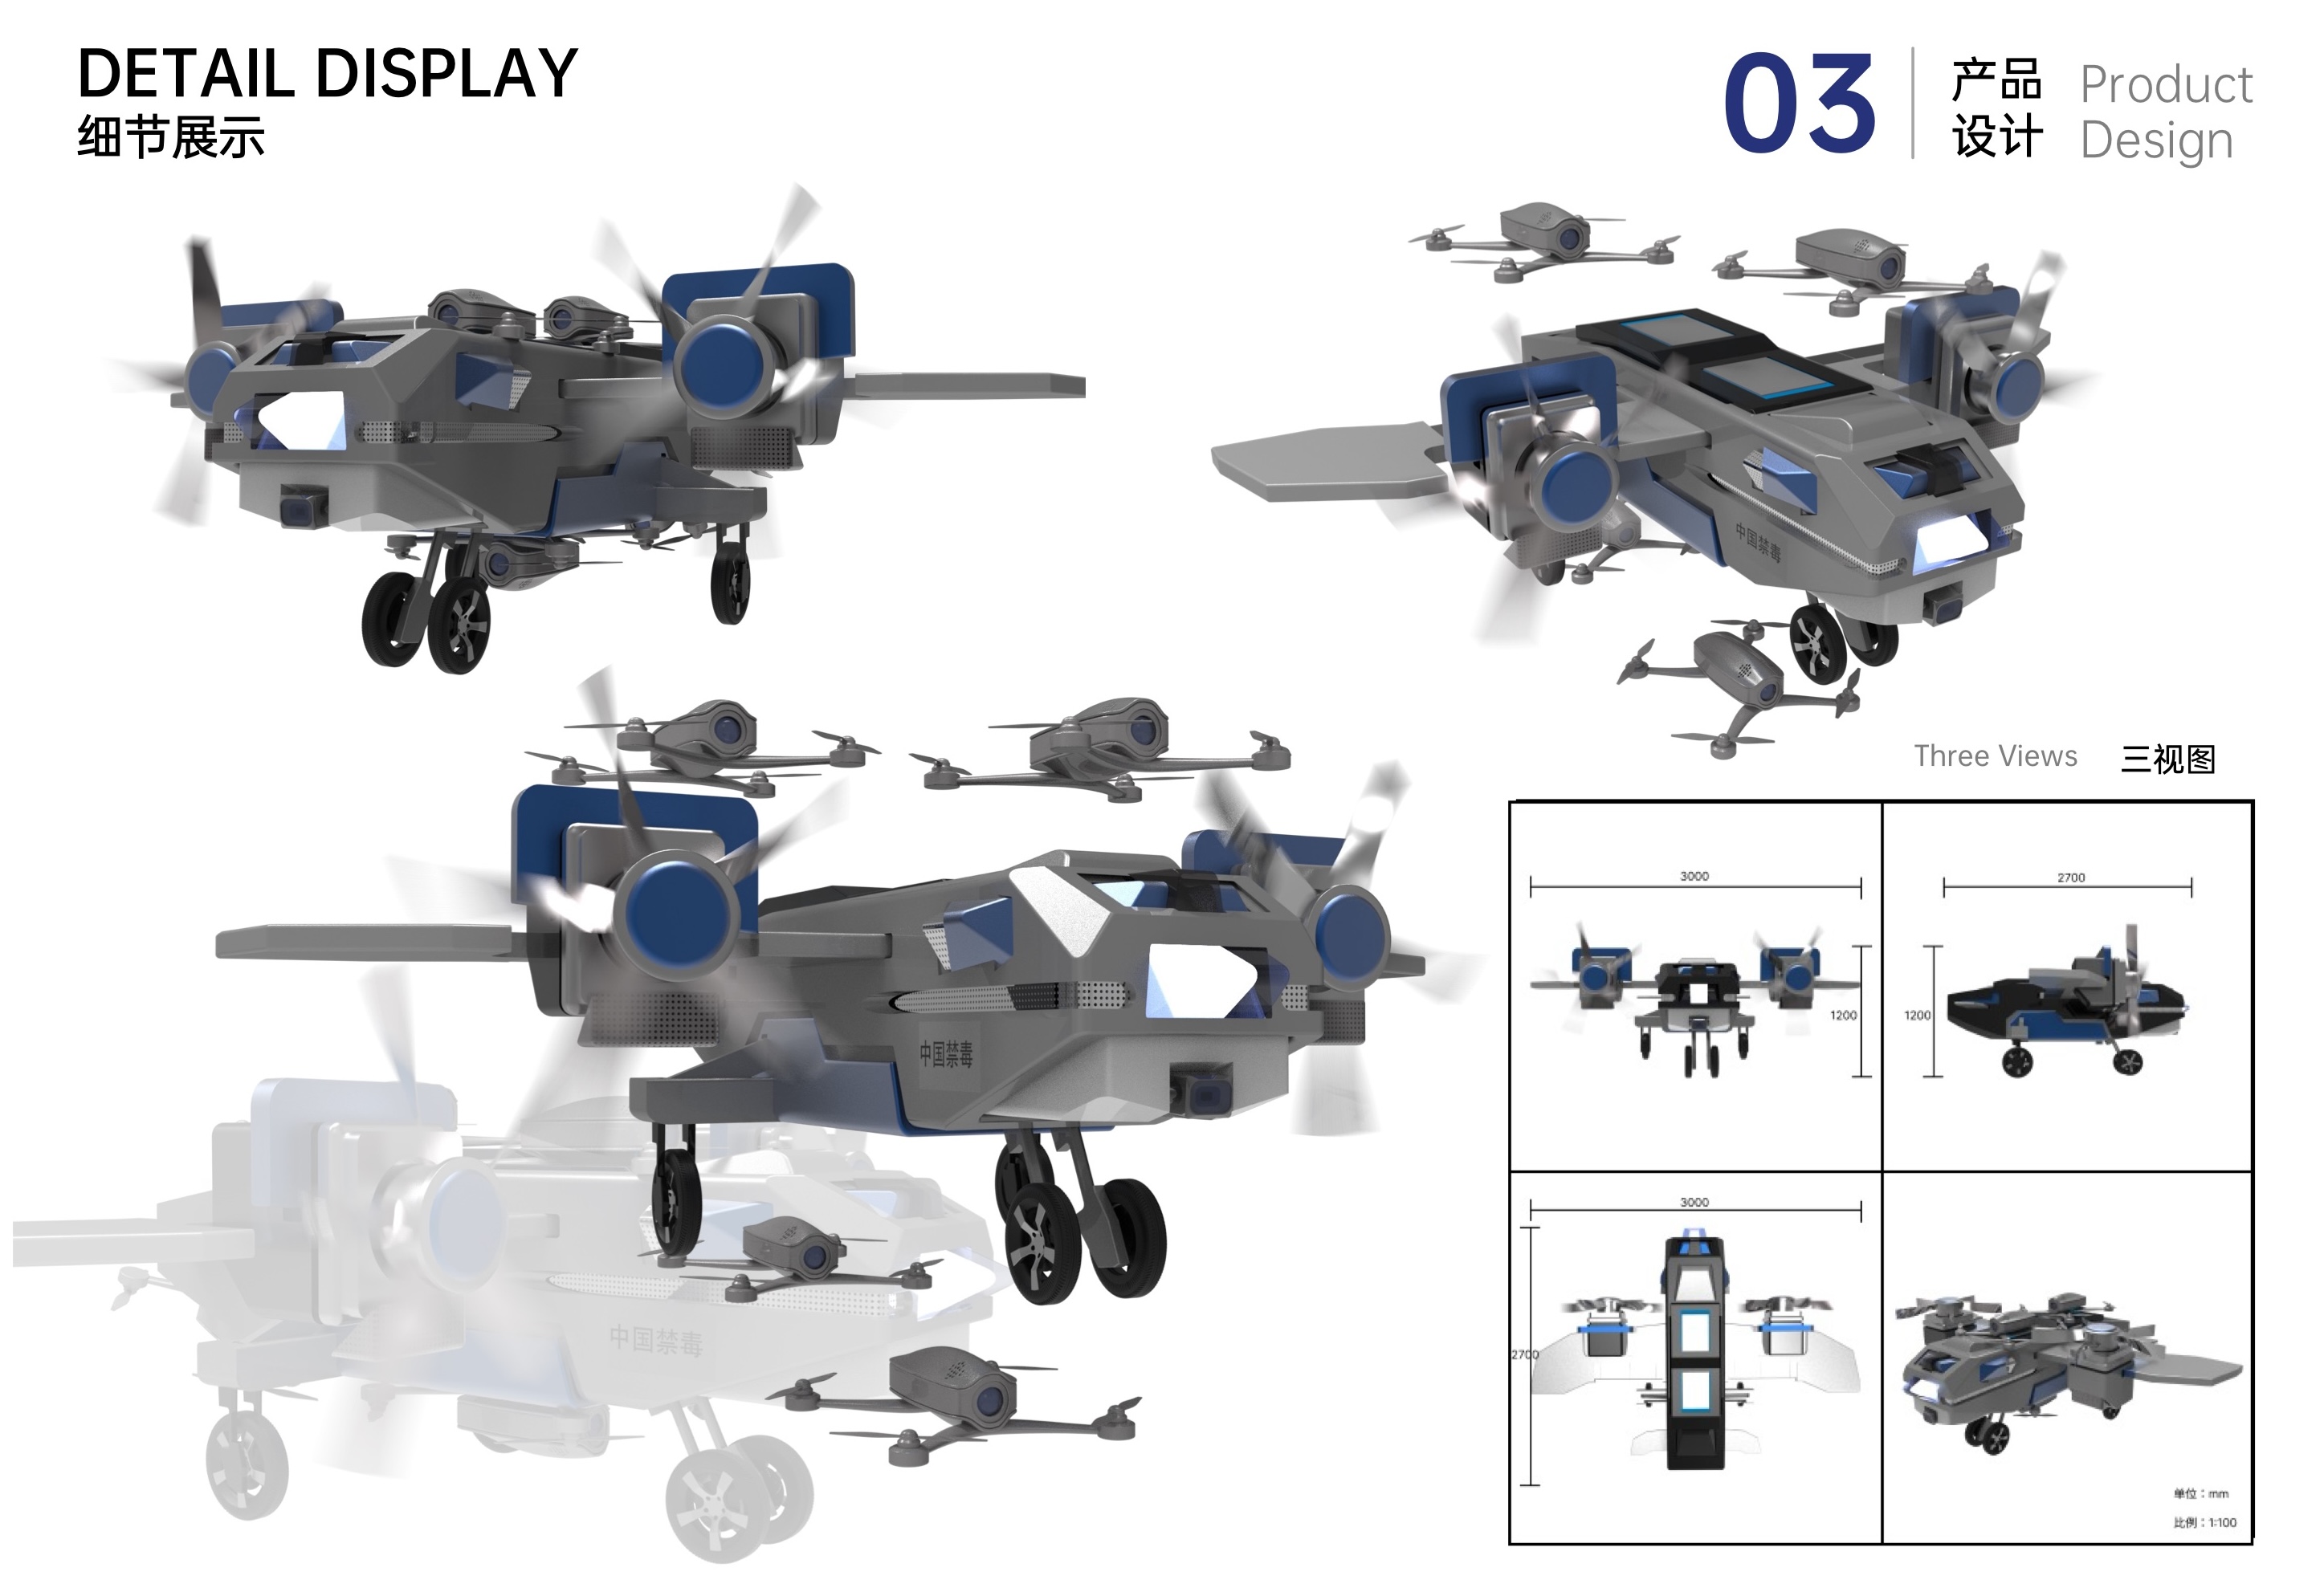 DETAIL DISPLAY
细节展示
03
产品
设计
Product
Design
中国禁毒
Three Views 三视图
中国禁毒
中国禁毒
3000
1200
2700
1200
3000
2700
单位：mm
比例：1:100